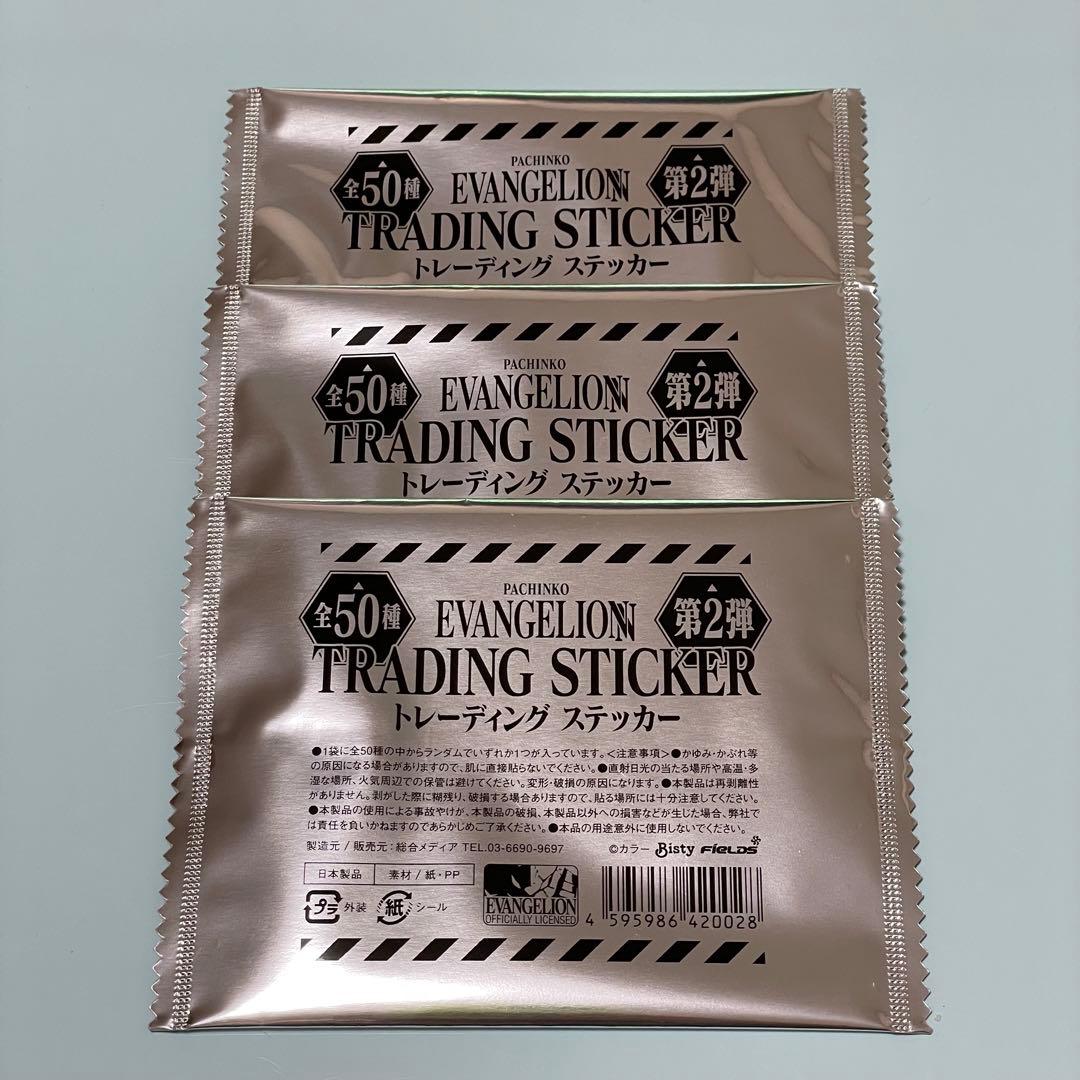 全50種
PACHINKO
EVANGELION
第2弾
TRADING STICKER
トレーディング ステッカー
全50種
PACHINKO
EVANGELION
第2弾
TRADING STICKER
トレーディング ステッカー
全50種
PACHINKO
EVANGELION
第2弾
TRADING STICKER
トレーディング ステッカー
●1袋に全50種の中からランダムでいずれか1つが入っています。<注意事項>●かゆみ・かぶれ等
の原因になる場合がありますので、肌に直接貼らないでください。●直射日光の当たる場所や高温・多
湿な場所、火気周辺での保管は避けてください。変形・破損の原因になります。●本製品は再剥離性
がありません。剥がした際に糊残り、破損する場合ありますので、貼る場所には十分注意してください。
●本製品の使用による事故やけが、本製品の破損、本製品以外への損害などが生じた場合、弊社で
は責任を負いかねますのであらかじめご了承ください。●本品の用途意外に使用しないでください。
製造元 / 販売元：総合メディア TEL.03-6690-9697 ©カラー Bisty FIELDS
日本製品 素材 / 紙・PP
プラ 外装 紙 シール
EVANGELION
OFFICIALLY LICENSED
4 595986 420028